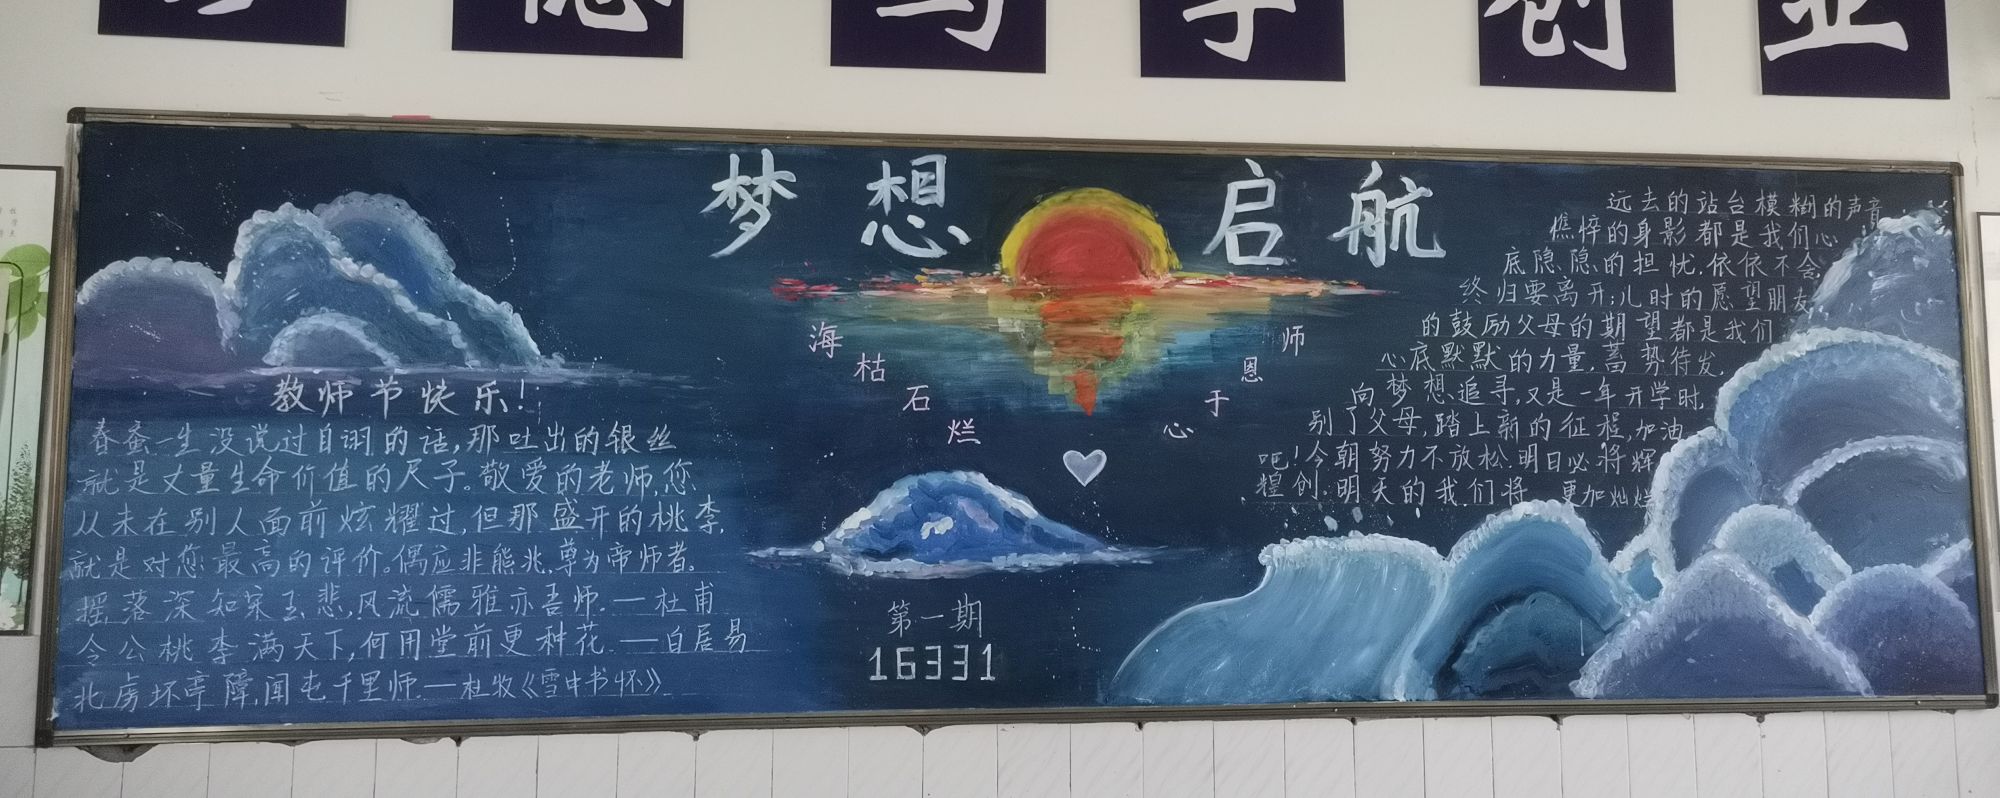 创业
梦想启航
海枯石烂
师恩于心
教师节快乐!
春蚕一生没说过自诩的话,那吐出的银丝
就是丈量生命价值的尺子。敬爱的老师,您
从未在别人面前炫耀过,但那盛开的桃李,
就是对您最高的评价。偶应非熊兆,尊为帝师者。
摇落深知宋玉悲,风流儒雅亦吾师.—杜甫
令公桃李满天下,何用堂前更种花.——白居易
北虏坏亭障,闻屯千里师.—杜牧《雪中书怀》
第一期
16331
远去的站台模糊的声音
憔悴的身影都是我们心
底隐隐的担忧.依依不舍
终归要离开;儿时的愿望朋友
的鼓励父母的期望都是我们
心底默默的力量,蓄势待发,
向梦想追寻,又是一年开学时,
别了父母,踏上新的征程,加油
吧!今朝努力不放松.明日必将辉
煌创.明天的我们将 更加灿烂